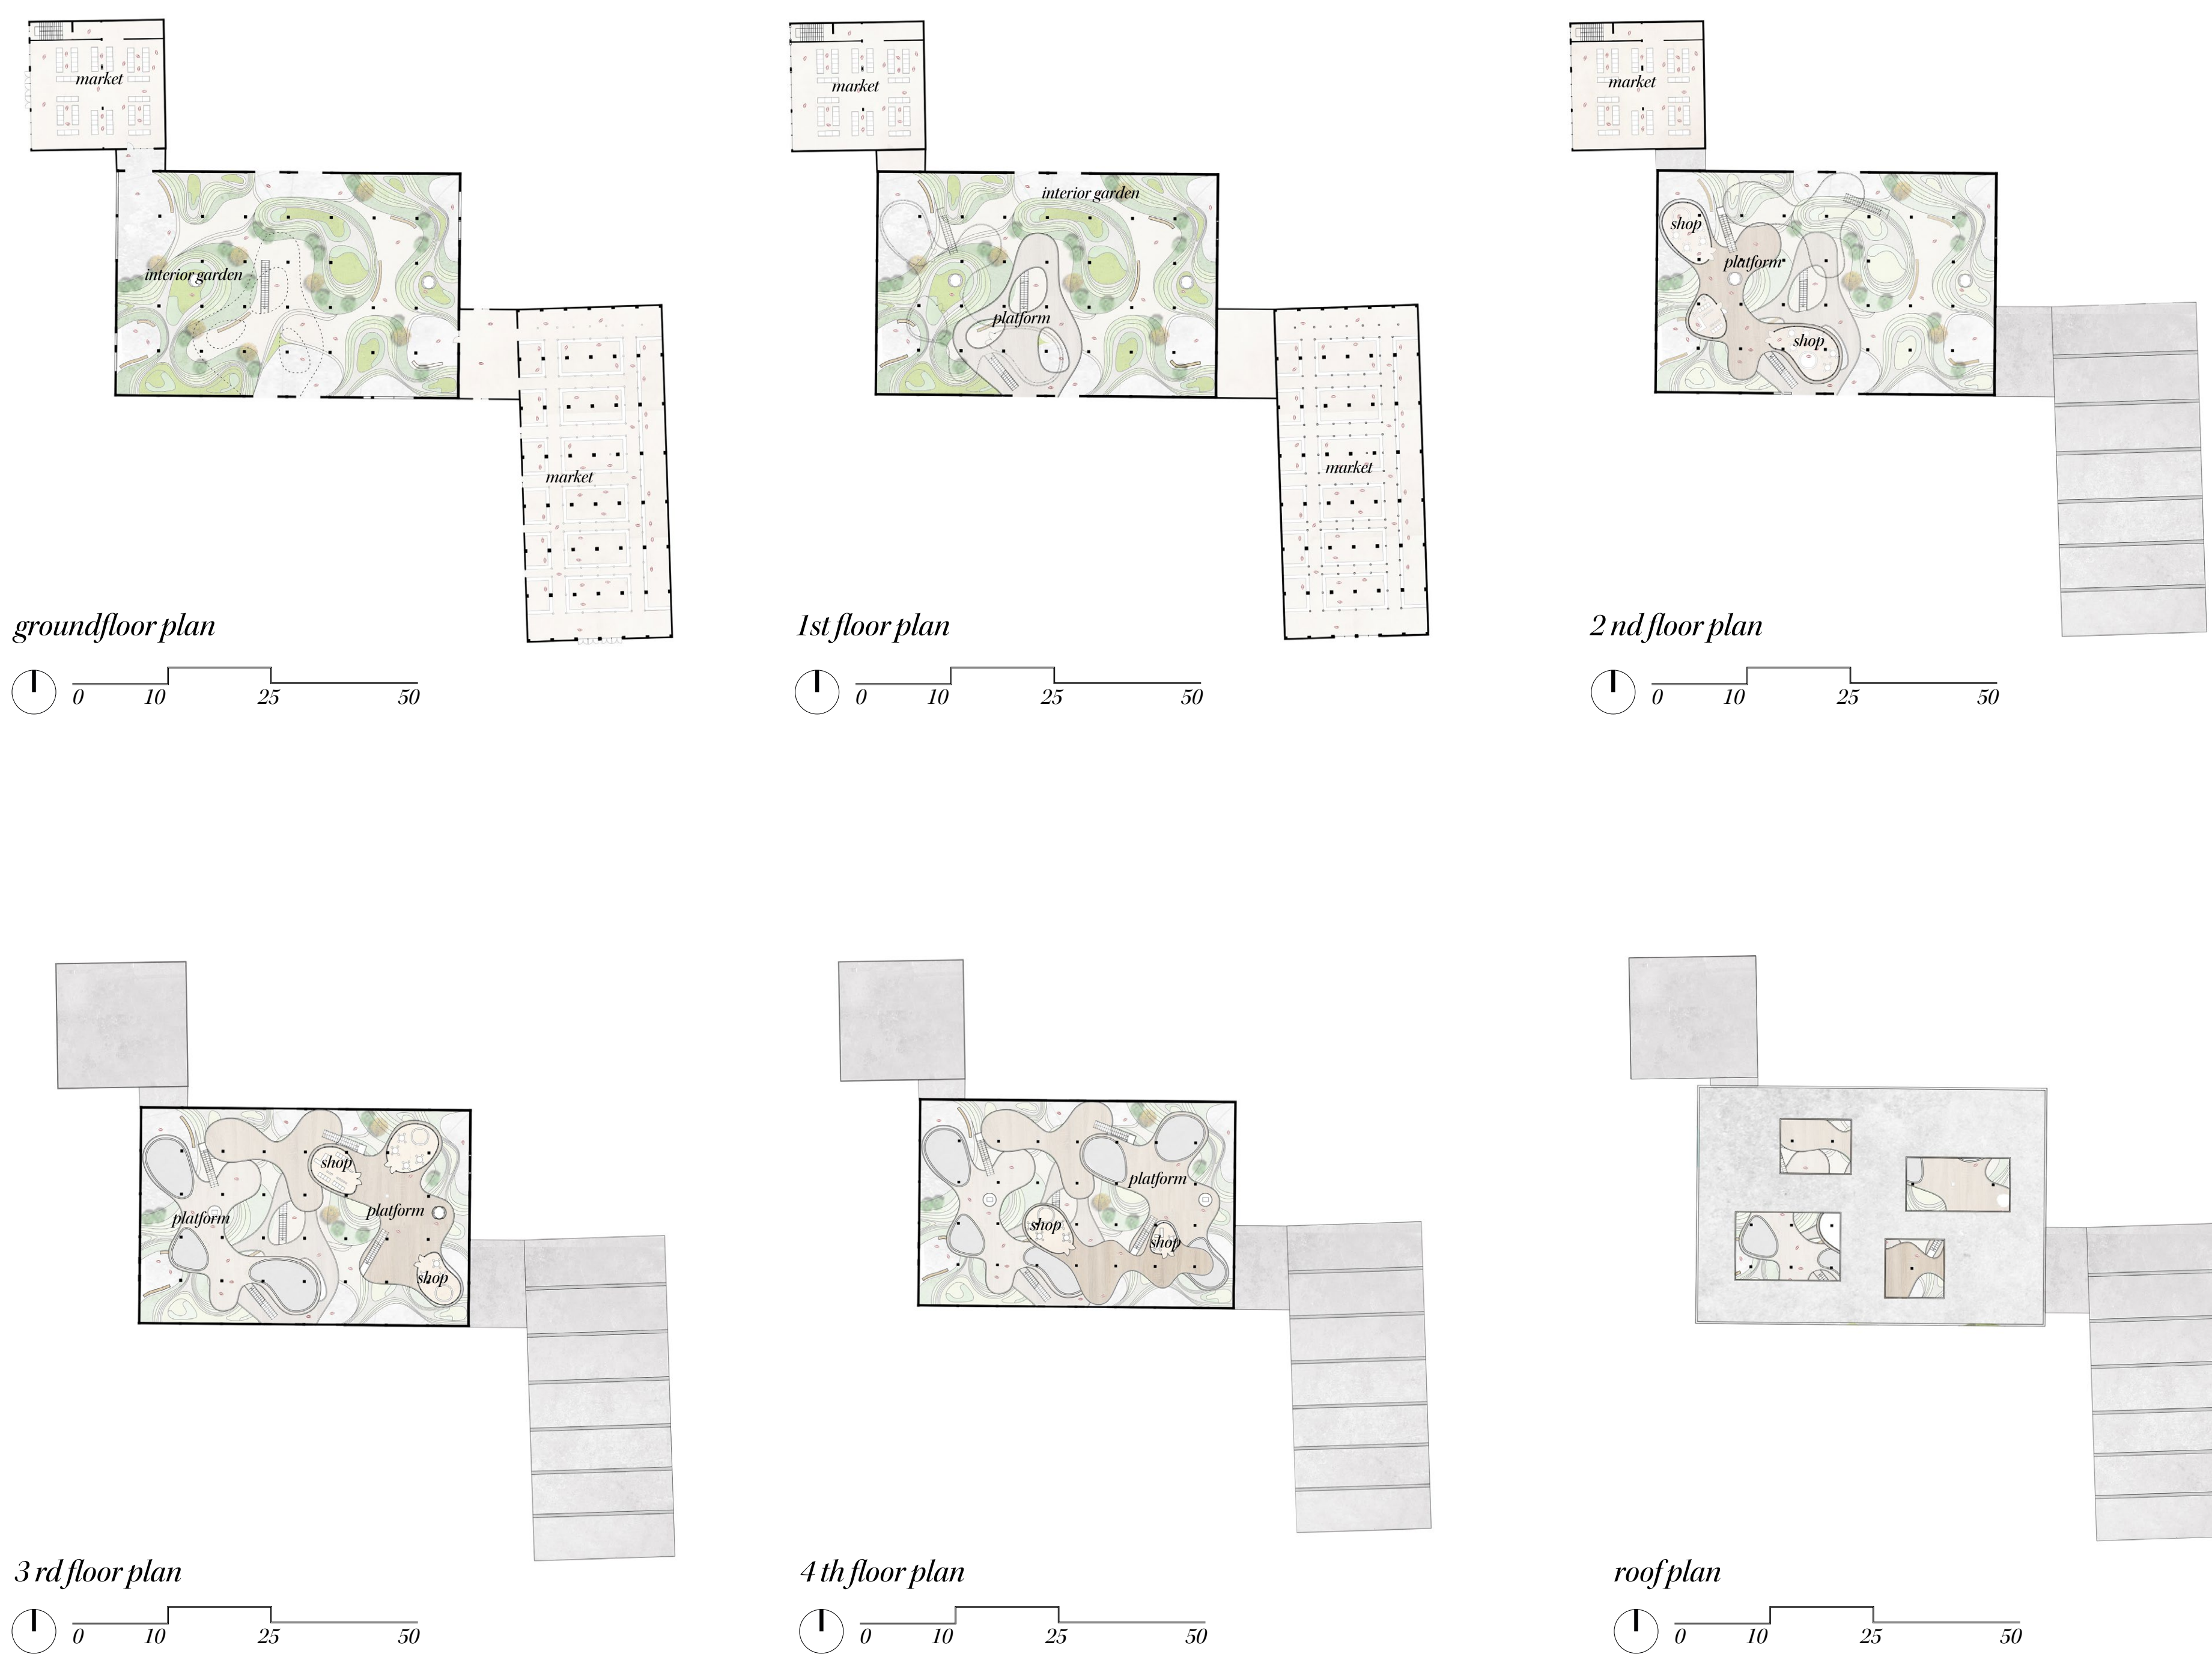 market
interior garden
market
groundfloor plan
0 10 25 50
market
interior garden
platform
market
1st floor plan
0 10 25 50
market
shop
platform
shop
2 nd floor plan
0 10 25 50
shop
platform
platform
shop
3 rd floor plan
0 10 25 50
platform
shop
shop
4 th floor plan
0 10 25 50
roof plan
0 10 25 50